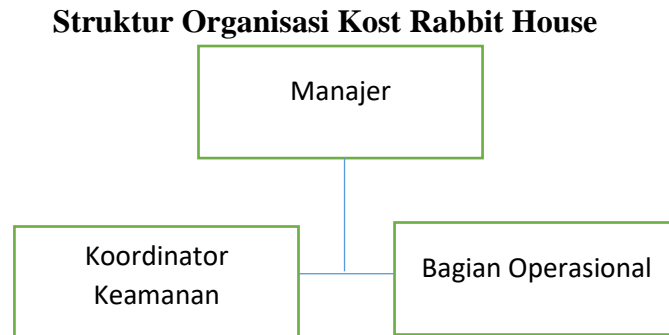 Struktur Organisasi Kost Rabbit House
Manajer
Koordinator
Keamanan
Bagian Operasional